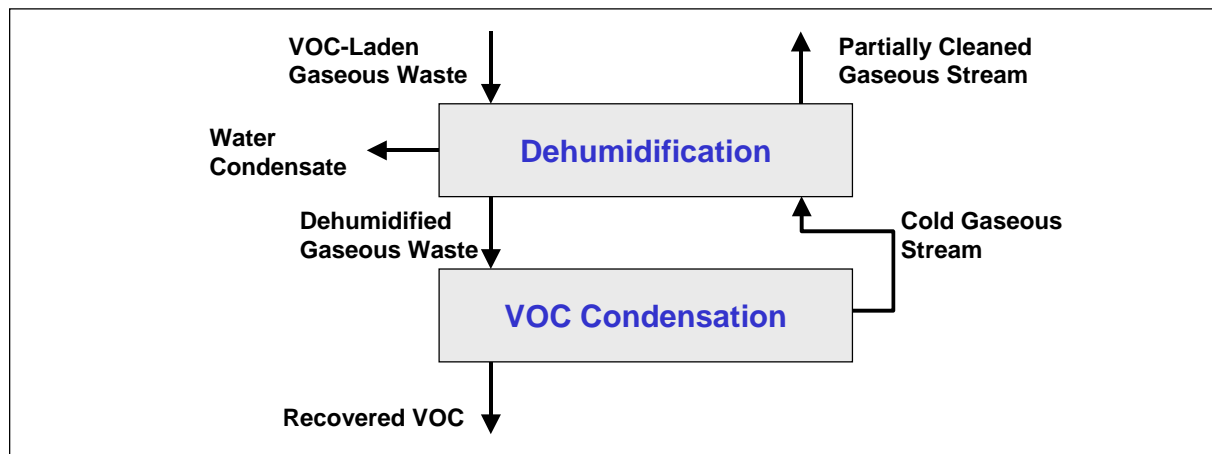 VOC-Laden
Gaseous Waste
Partially Cleaned
Gaseous Stream
Water
Condensate
Dehumidification
Dehumidified
Gaseous Waste
Cold Gaseous
Stream
VOC Condensation
Recovered VOC